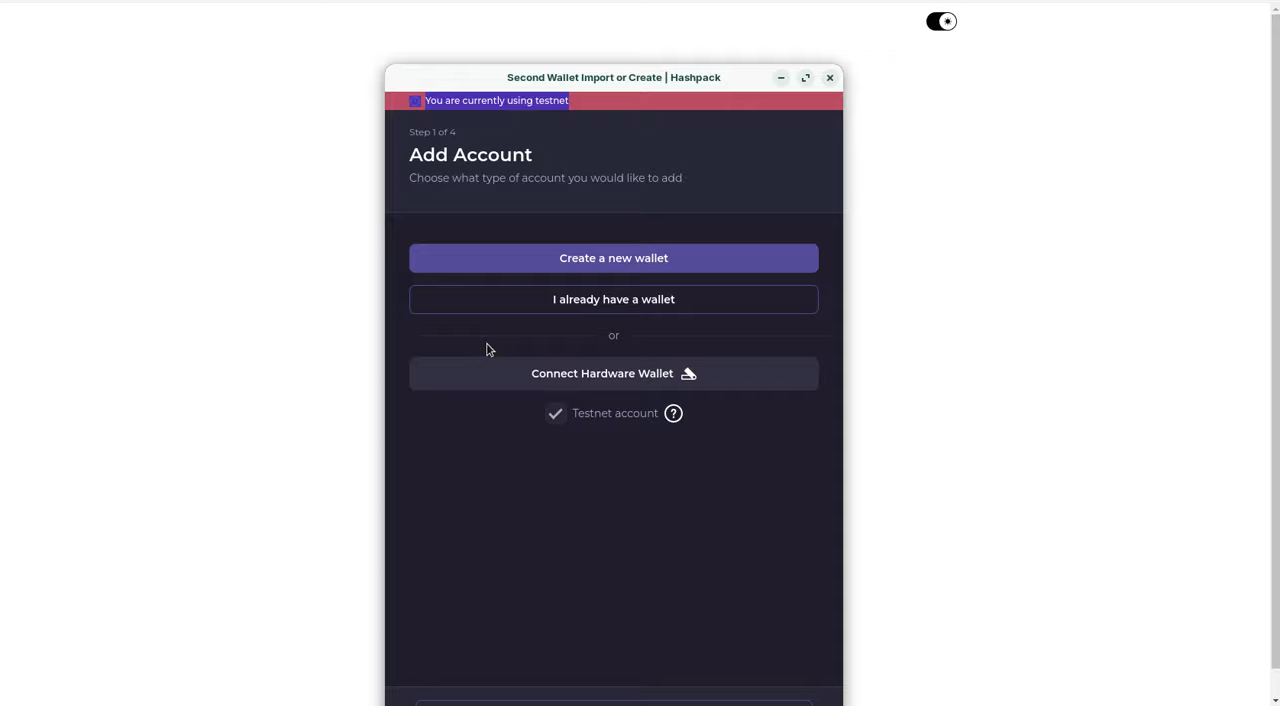 Second Wallet Import or Create | Hashpack
You are currently using testnet
Step 1 of 4
Add Account
Choose what type of account you would like to add
Create a new wallet
I already have a wallet
or
Connect Hardware Wallet
Testnet account ?